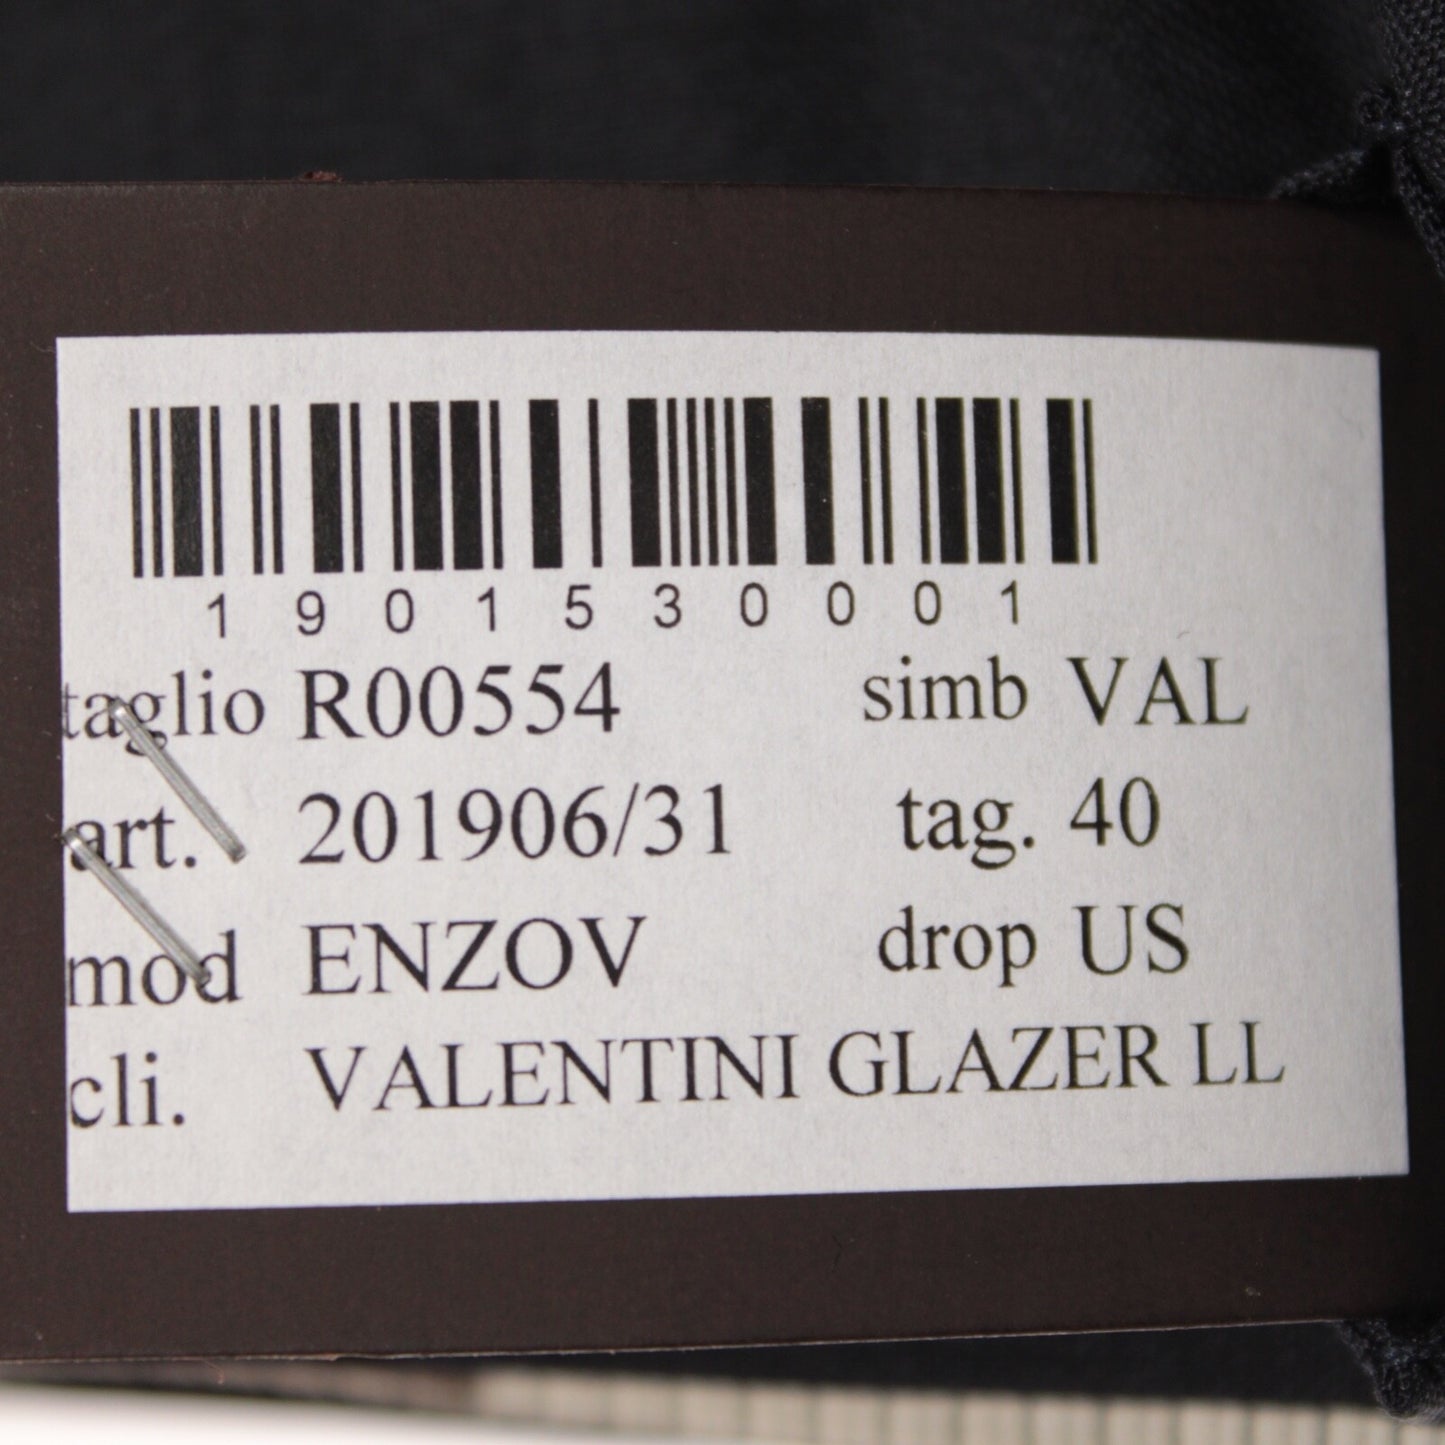 1901530001
taglio R00554 simb VAL
art. 201906/31 tag. 40
mod ENZOV drop US
cli. VALENTINI GLAZER LL